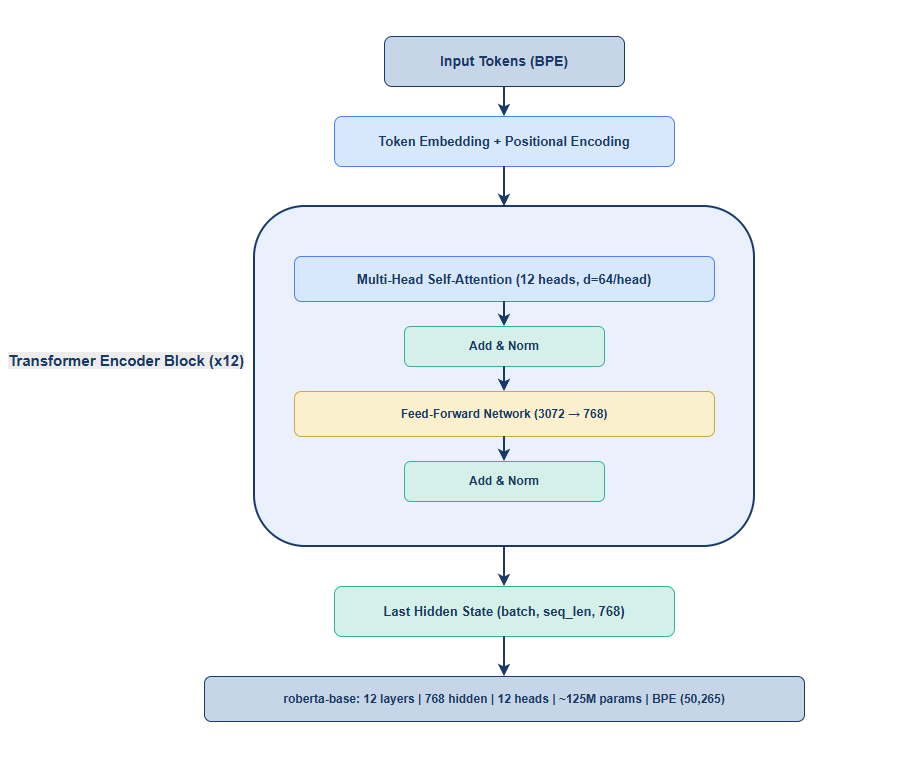 Input Tokens (BPE)
Token Embedding + Positional Encoding
Multi-Head Self-Attention (12 heads, d=64/head)
Add & Norm
Transformer Encoder Block (x12)
Feed-Forward Network (3072 → 768)
Add & Norm
Last Hidden State (batch, seq_len, 768)
roberta-base: 12 layers | 768 hidden | 12 heads | ~125M params | BPE (50,265)